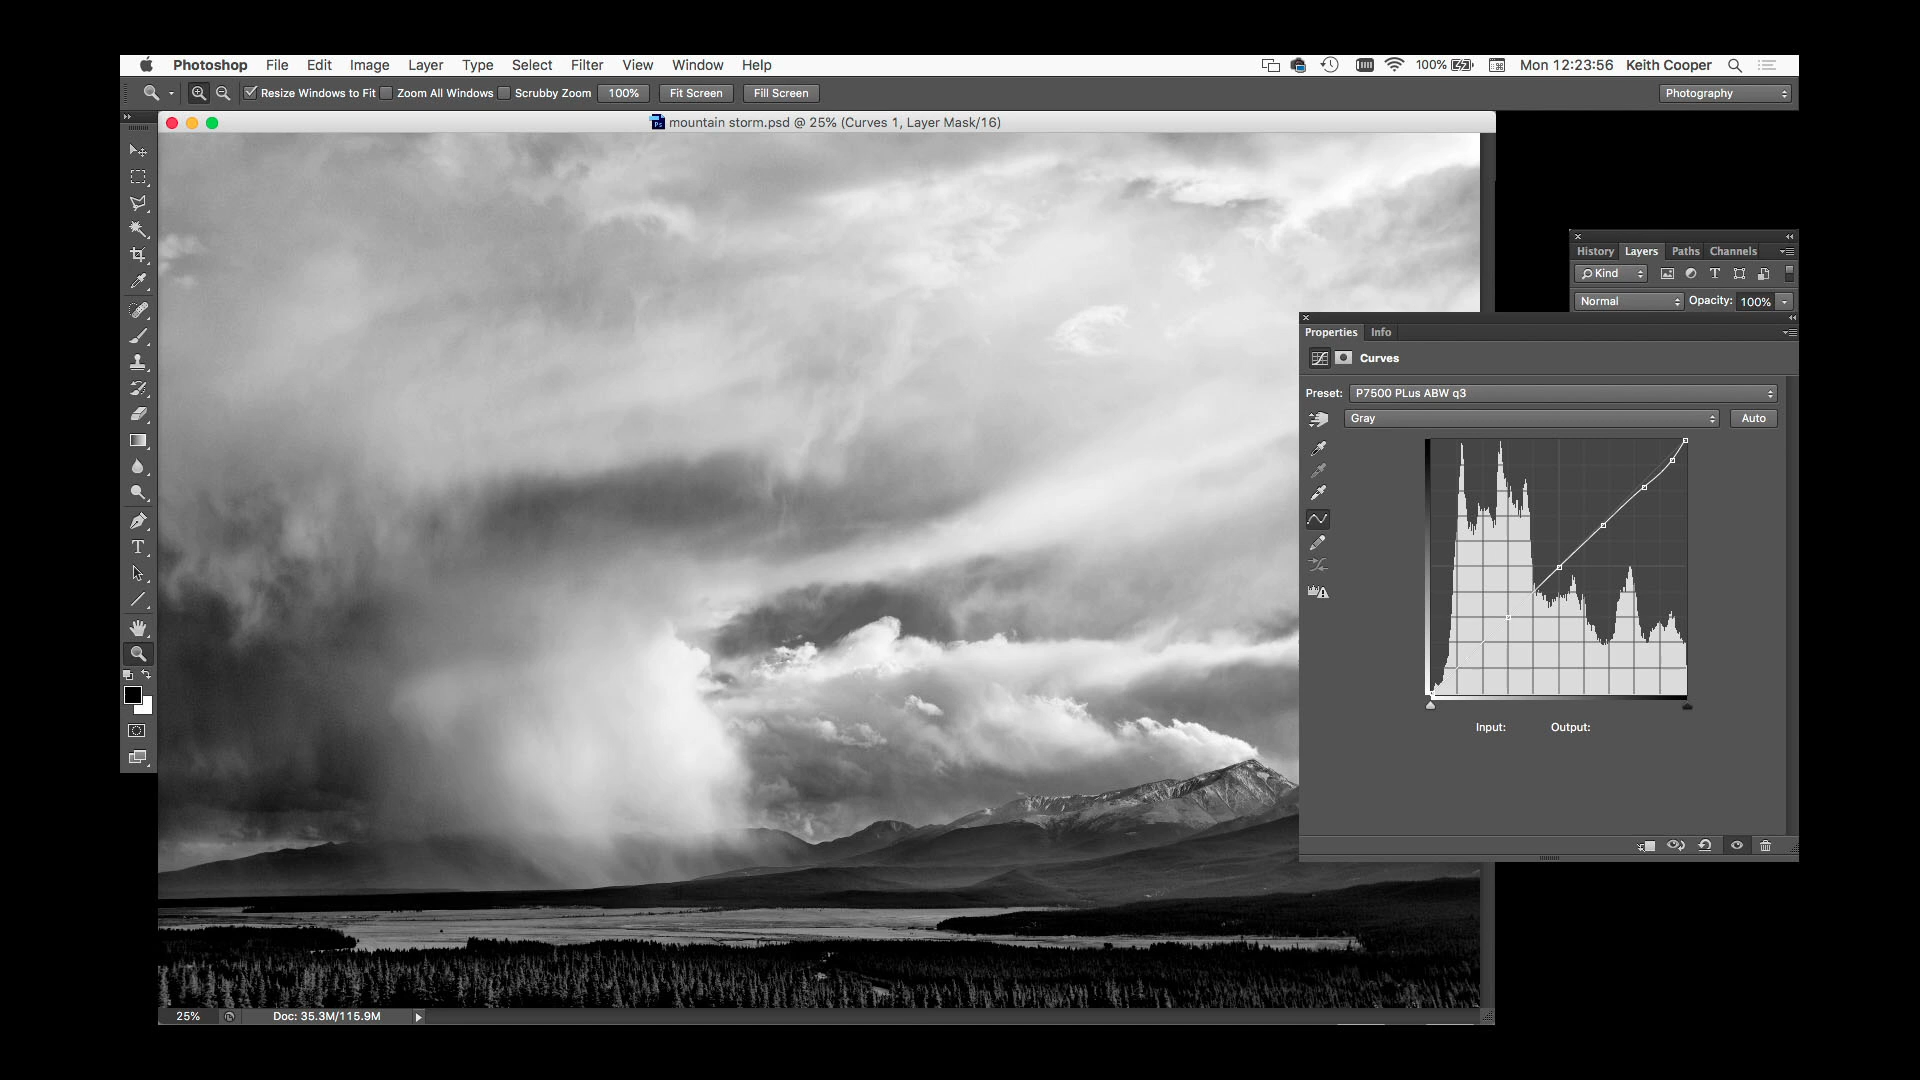 Photoshop File Edit Image Layer Type Select Filter View Window Help 100% Mon 12:23:56 Keith Cooper
Resize Windows to Fit Zoom All Windows Scrubby Zoom 100% Fit Screen Fill Screen Photography
mountain storm.psd @ 25% (Curves 1, Layer Mask/16)
History Layers Paths Channels
Kind
Normal Opacity: 100%
Properties Info
Curves
Preset: P7500 PLus ABW q3
Gray Auto
Input: Output:
25% Doc: 35.3M/115.9M